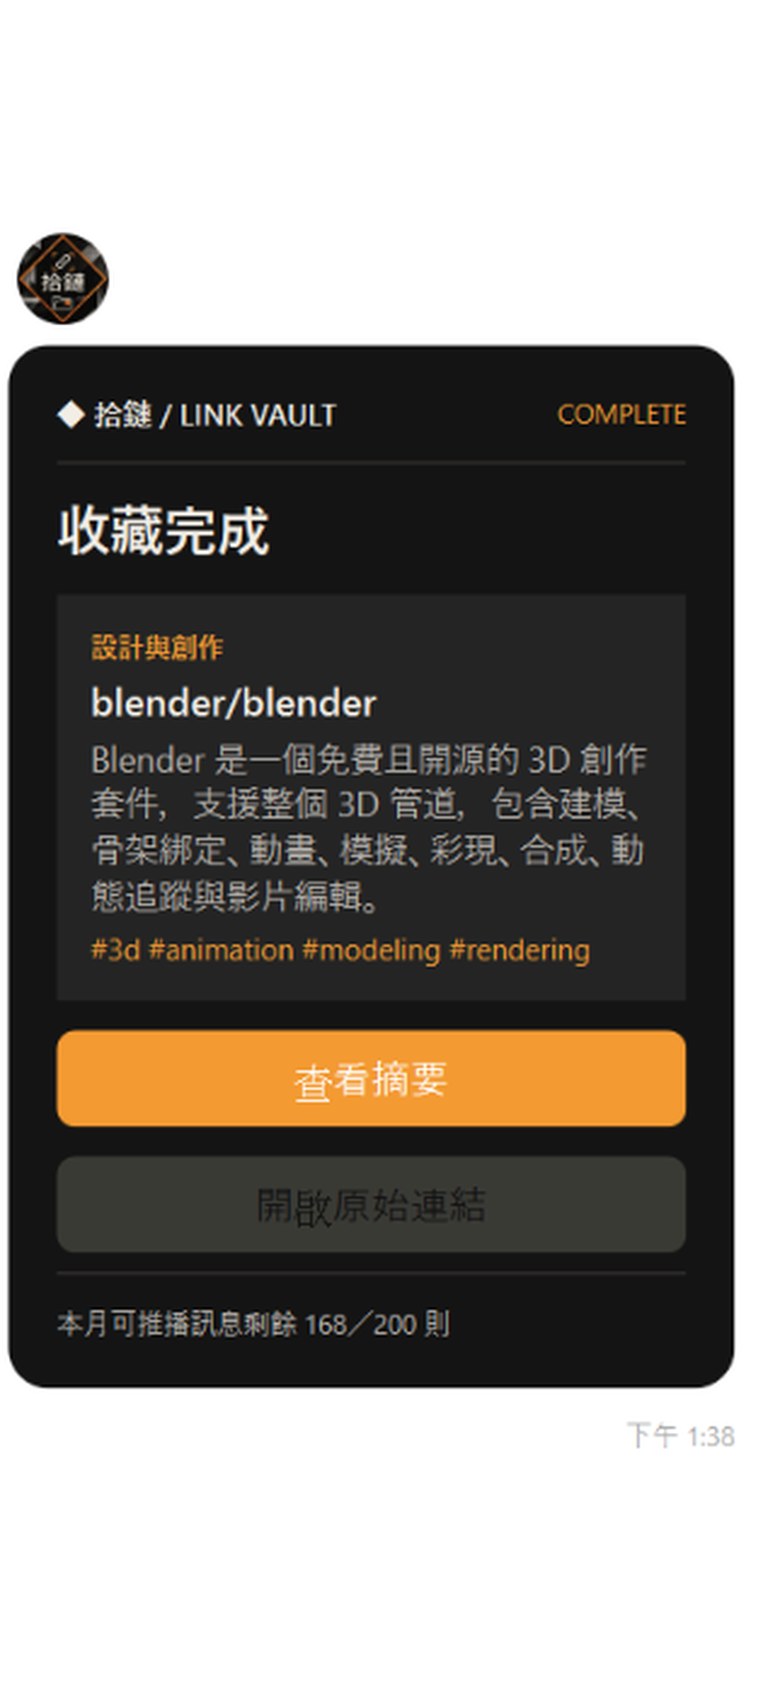 拾鏈
◆ 拾鏈 / LINK VAULT
COMPLETE
收藏完成
設計與創作
blender/blender
Blender 是一個免費且開源的 3D 創作
套件，支援整個 3D 管道，包含建模、
骨架綁定、動畫、模擬、彩現、合成、動
態追蹤與影片編輯。
#3d #animation #modeling #rendering
查看摘要
開啟原始連結
本月可推播訊息剩餘 168／200 則
下午 1:38